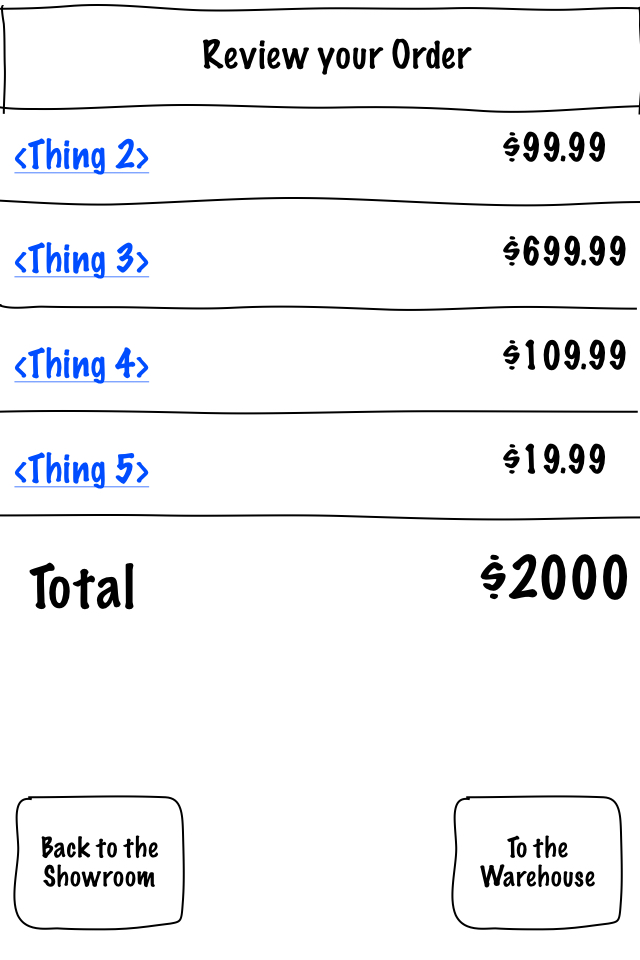 Review your Order
<Thing 2> $99.99
<Thing 3> $699.99
<Thing 4> $109.99
<Thing 5> $19.99
Total $2000
Back to the
Showroom
To the
Warehouse